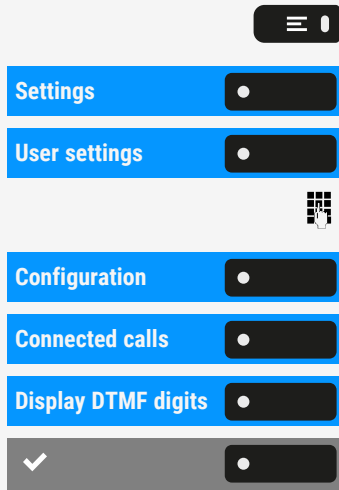 Settings
User settings
Configuration
Connected calls
Display DTMF digits